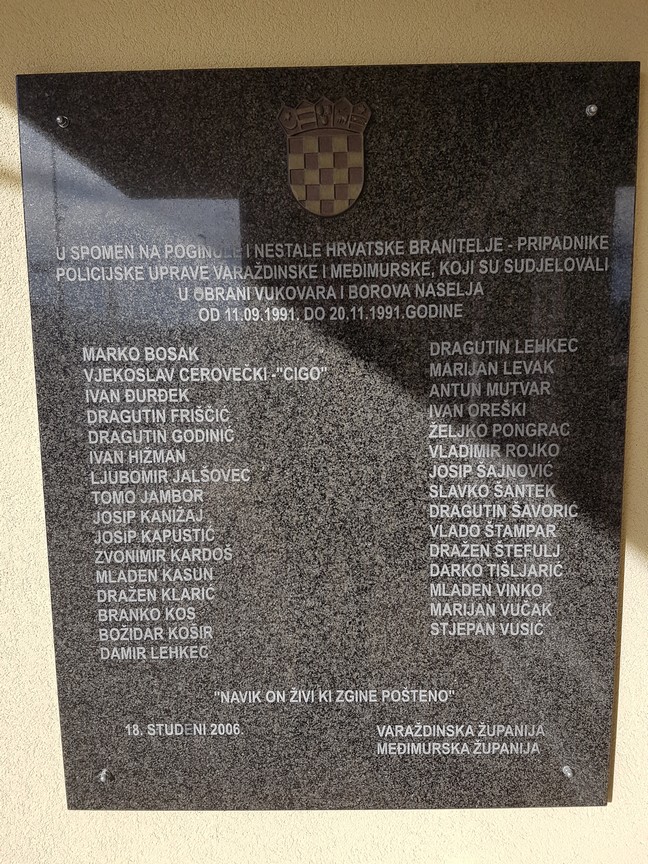 U SPOMEN NA POGINULE I NESTALE HRVATSKE BRANITELJE - PRIPADNIKE
POLICIJSKE UPRAVE VARAŽDINSKE I MEĐIMURSKE, KOJI SU SUDJELOVALI
U OBRANI VUKOVARA I BOROVA NASELJA
OD 11.09.1991. DO 20.11.1991.GODINE
MARKO BOSAK
VJEKOSLAV CEROVEČKI -"CIGO"
IVAN ĐURĐEK
DRAGUTIN FRIŠČIĆ
DRAGUTIN GODINIĆ
IVAN HIŽMAN
LJUBOMIR JALŠOVEC
TOMO JAMBOR
JOSIP KANIŽAJ
JOSIP KAPUSTIĆ
ZVONIMIR KARDOŠ
MLADEN KASUN
DRAŽEN KLARIĆ
BRANKO KOS
BOŽIDAR KOŠIR
DAMIR LEHKEC
DRAGUTIN LEHKEC
MARIJAN LEVAK
ANTUN MUTVAR
IVAN OREŠKI
ŽELJKO PONGRAC
VLADIMIR ROJKO
JOSIP ŠAJNOVIĆ
SLAVKO ŠANTEK
DRAGUTIN ŠAVORIĆ
VLADO ŠTAMPAR
DRAŽEN ŠTEFULJ
DARKO TIŠLJARIĆ
MLADEN VINKO
MARIJAN VUČAK
STJEPAN VUSIĆ
"NAVIK ON ŽIVI KI ZGINE POŠTENO"
18. STUDENI 2006.
VARAŽDINSKA ŽUPANIJA
MEĐIMURSKA ŽUPANIJA